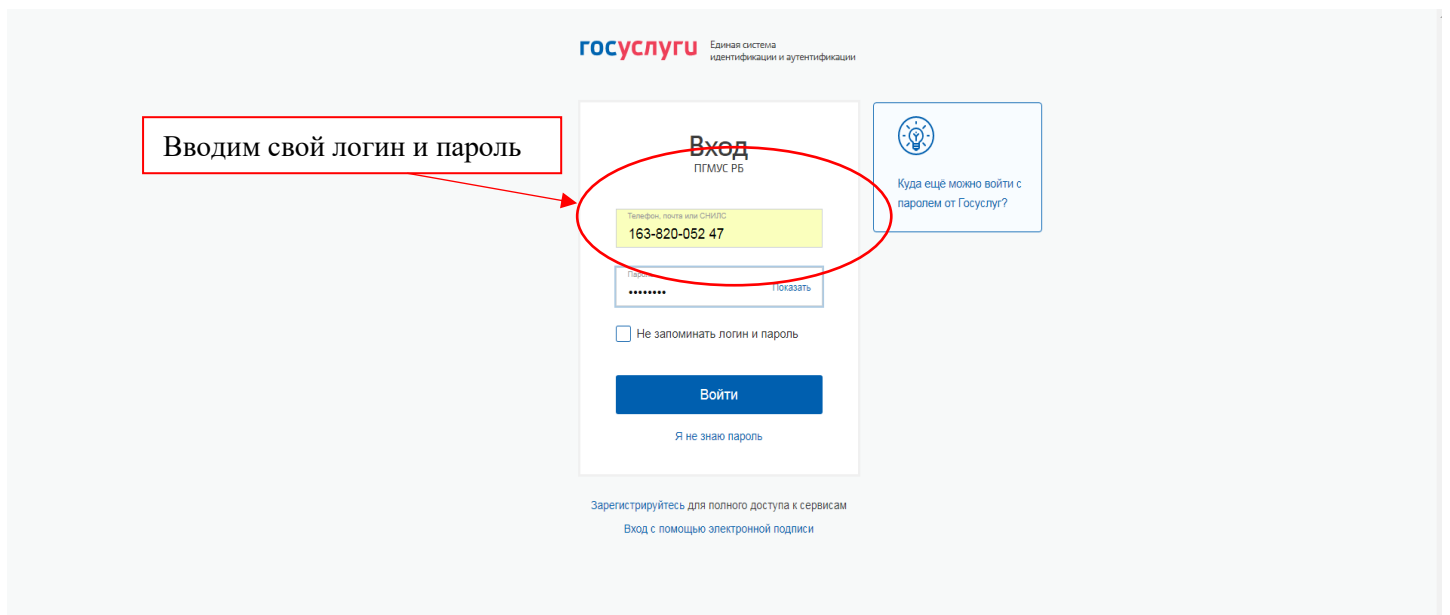 госуслуги
Единая система
идентификации и аутентификации
Вводим свой логин и пароль
Вход
ПГМУС РБ
Телефон, почта или СНИЛС
163-820-052 47
Пароль
••••••••
Показать
Не запоминать логин и пароль
Войти
Я не знаю пароль
Куда ещё можно войти с
паролем от Госуслуг?
Зарегистрируйтесь для полного доступа к сервисам
Вход с помощью электронной подписи